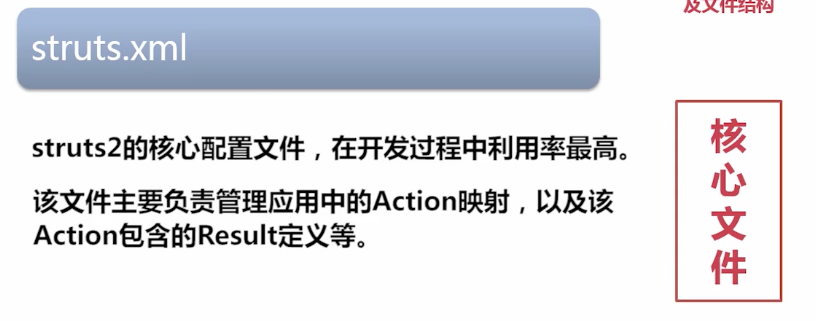 及文件结构
struts.xml
struts2的核心配置文件，在开发过程中利用率最高。
该文件主要负责管理应用中的Action映射，以及该
Action包含的Result定义等。
核
心
文
件